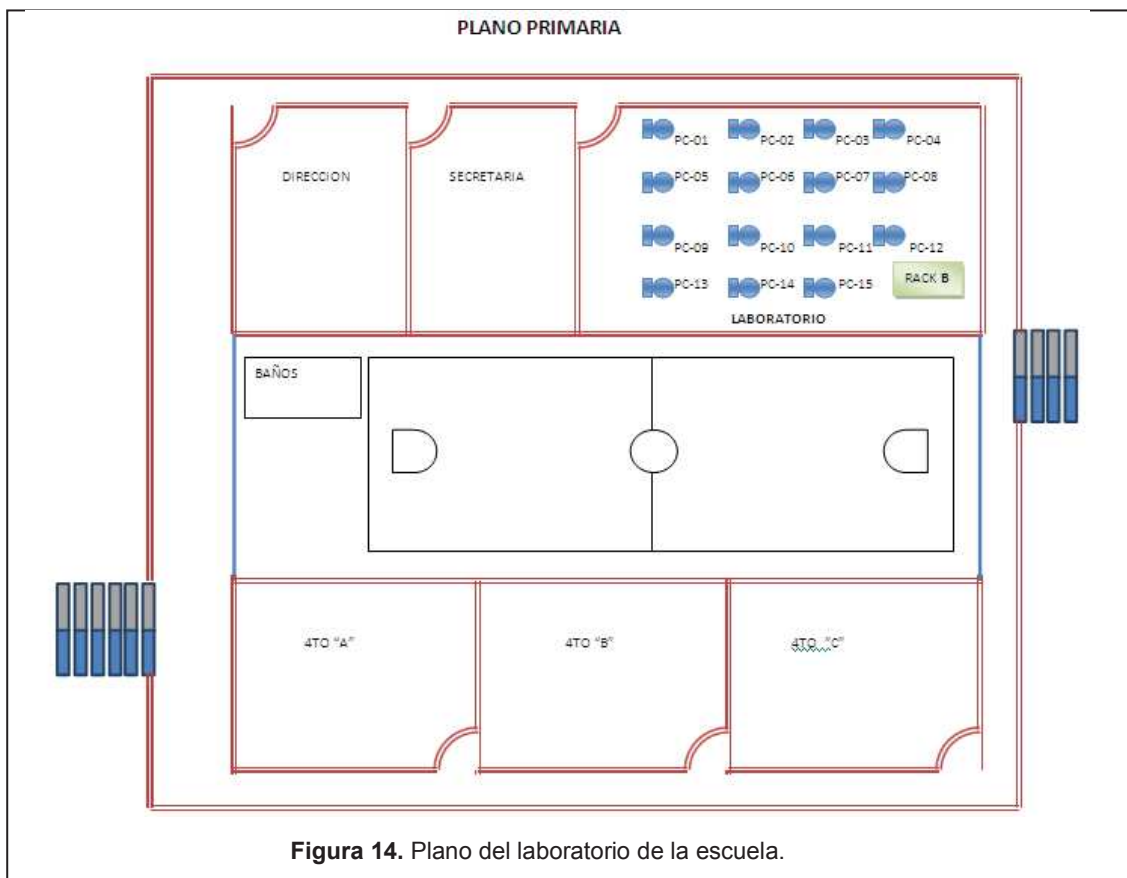 PLANO PRIMARIA
PC-01 PC-02 PC-03 PC-04
DIRECCION SECRETARIA PC-05 PC-06 PC-07 PC-08
PC-09 PC-10 PC-11 PC-12
PC-13 PC-14 PC-15 RACK B
LABORATORIO
BAÑOS
4TO "A" 4TO "B" 4TO "C"
Figura 14. Plano del laboratorio de la escuela.